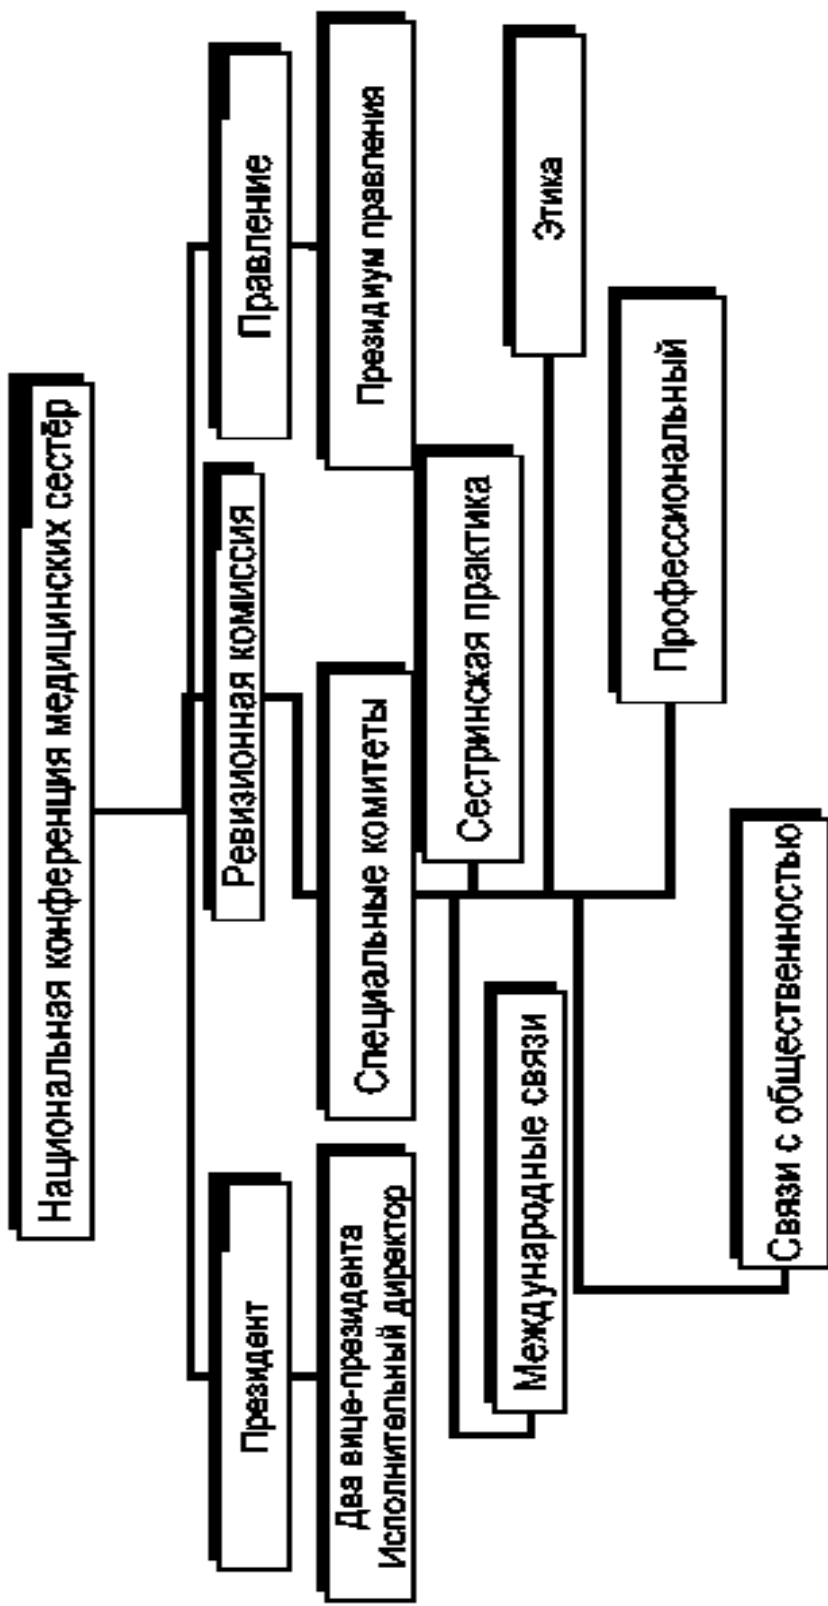 Национальная конференция медицинских сестёр
Президент
Ревизионная комиссия
Правление
Два вице-президента
Исполнительный директор
Специальные комитеты
Президиум правления
Сестринская практика
Международные связи
Этика
Профессиональный
Связи с общественностью